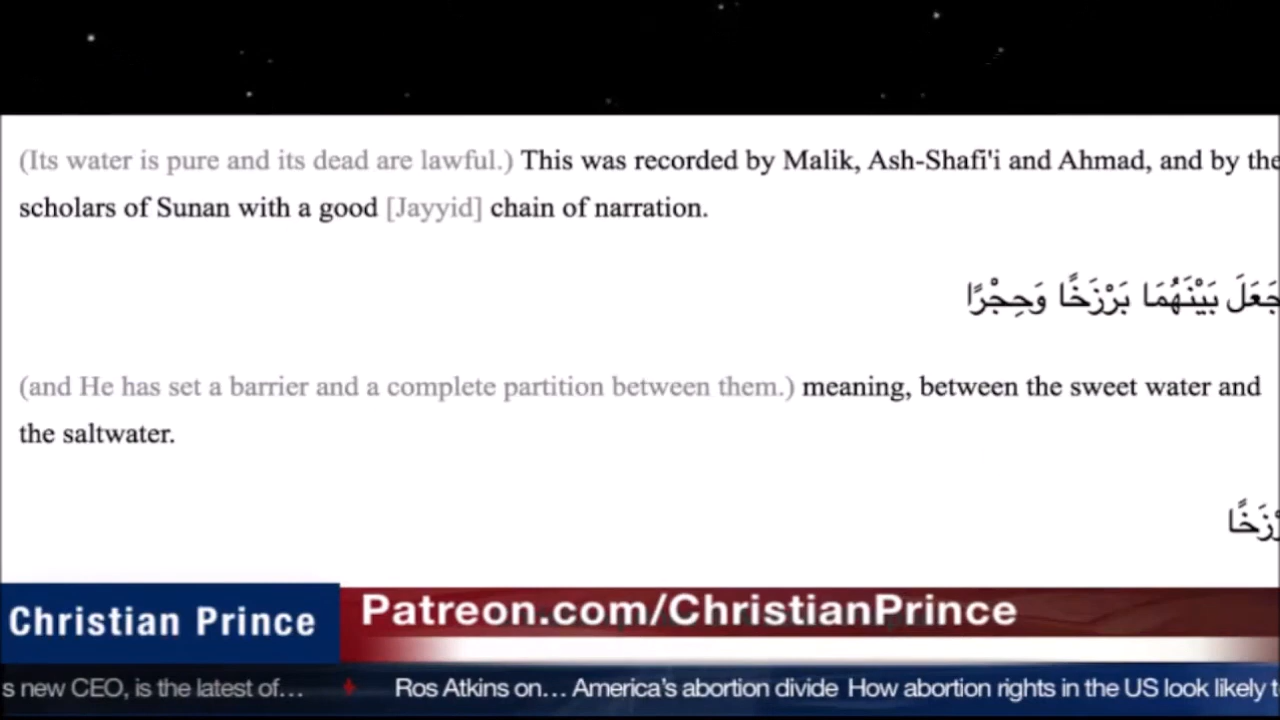 (Its water is pure and its dead are lawful.) This was recorded by Malik, Ash-Shafi'i and Ahmad, and by the
scholars of Sunan with a good [Jayyid] chain of narration.
جَعَلَ بَيْنَهُمَا بَرْزَخًا وَحِجْرًا
(and He has set a barrier and a complete partition between them.) meaning, between the sweet water and
the saltwater.
Christian Prince
Patreon.com/ChristianPrince
s new CEO, is the latest of... Ros Atkins on... America's abortion divide How abortion rights in the US look likely t